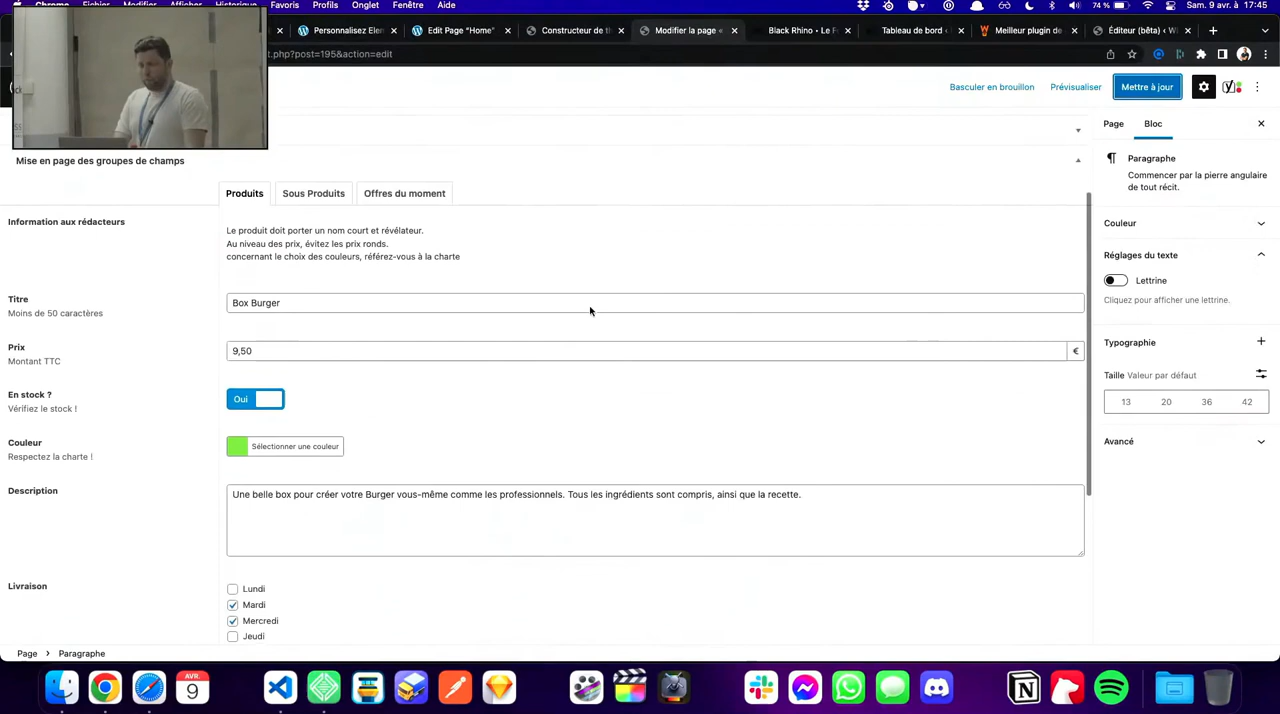 Chrome Fichier Modifier Affichage Historique Favoris Profils Onglet Fenêtre Aide
74 %
Sam. 9 avr. à 17:45
Personnalisez Elem
Edit Page “Home”
Constructeur de th
Modifier la page «
Black Rhino • Le Fo
Tableau de bord ‹
Meilleur plugin de
Éditeur (bêta) ‹ W
t.php?post=195&action=edit
Basculer en brouillon
Prévisualiser
Mettre à jour
Page
Bloc
Mise en page des groupes de champs
Paragraphe
Commencer par la pierre angulaire
de tout récit.
Produits
Sous Produits
Offres du moment
Information aux rédacteurs
Le produit doit porter un nom court et révélateur.
Au niveau des prix, évitez les prix ronds.
concernant le choix des couleurs, référez-vous à la charte
Couleur
Réglages du texte
Lettrine
Cliquez pour afficher une lettrine.
Titre
Moins de 50 caractères
Box Burger
Prix
Montant TTC
9,50
€
Typographie
Taille Valeur par défaut
13 20 36 42
En stock ?
Vérifiez le stock !
Oui
Couleur
Respectez la charte !
Sélectionner une couleur
Avancé
Description
Une belle box pour créer votre Burger vous-même comme les professionnels. Tous les ingrédients sont compris, ainsi que la recette.
Livraison
Lundi
Mardi
Mercredi
Jeudi
Page > Paragraphe
AVR.
9